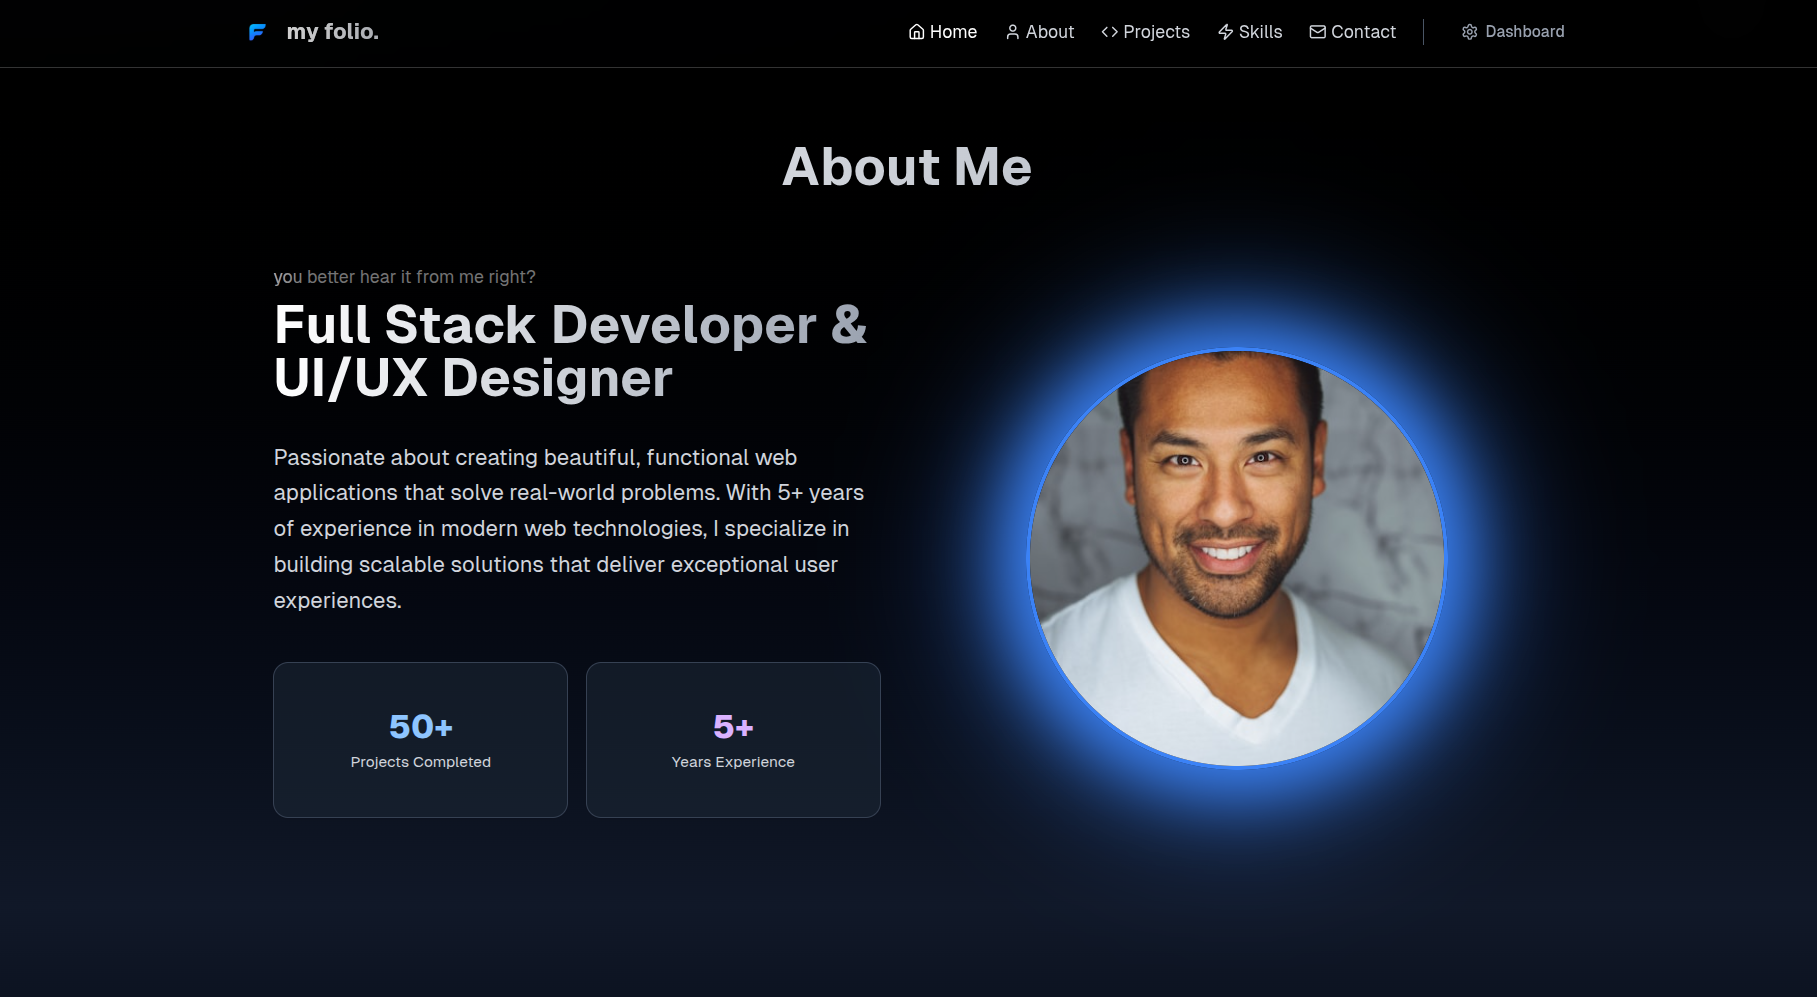 my folio.
Home About Projects Skills Contact Dashboard
About Me
you better hear it from me right?
Full Stack Developer &
UI/UX Designer
Passionate about creating beautiful, functional web
applications that solve real-world problems. With 5+ years
of experience in modern web technologies, I specialize in
building scalable solutions that deliver exceptional user
experiences.
50+
Projects Completed
5+
Years Experience